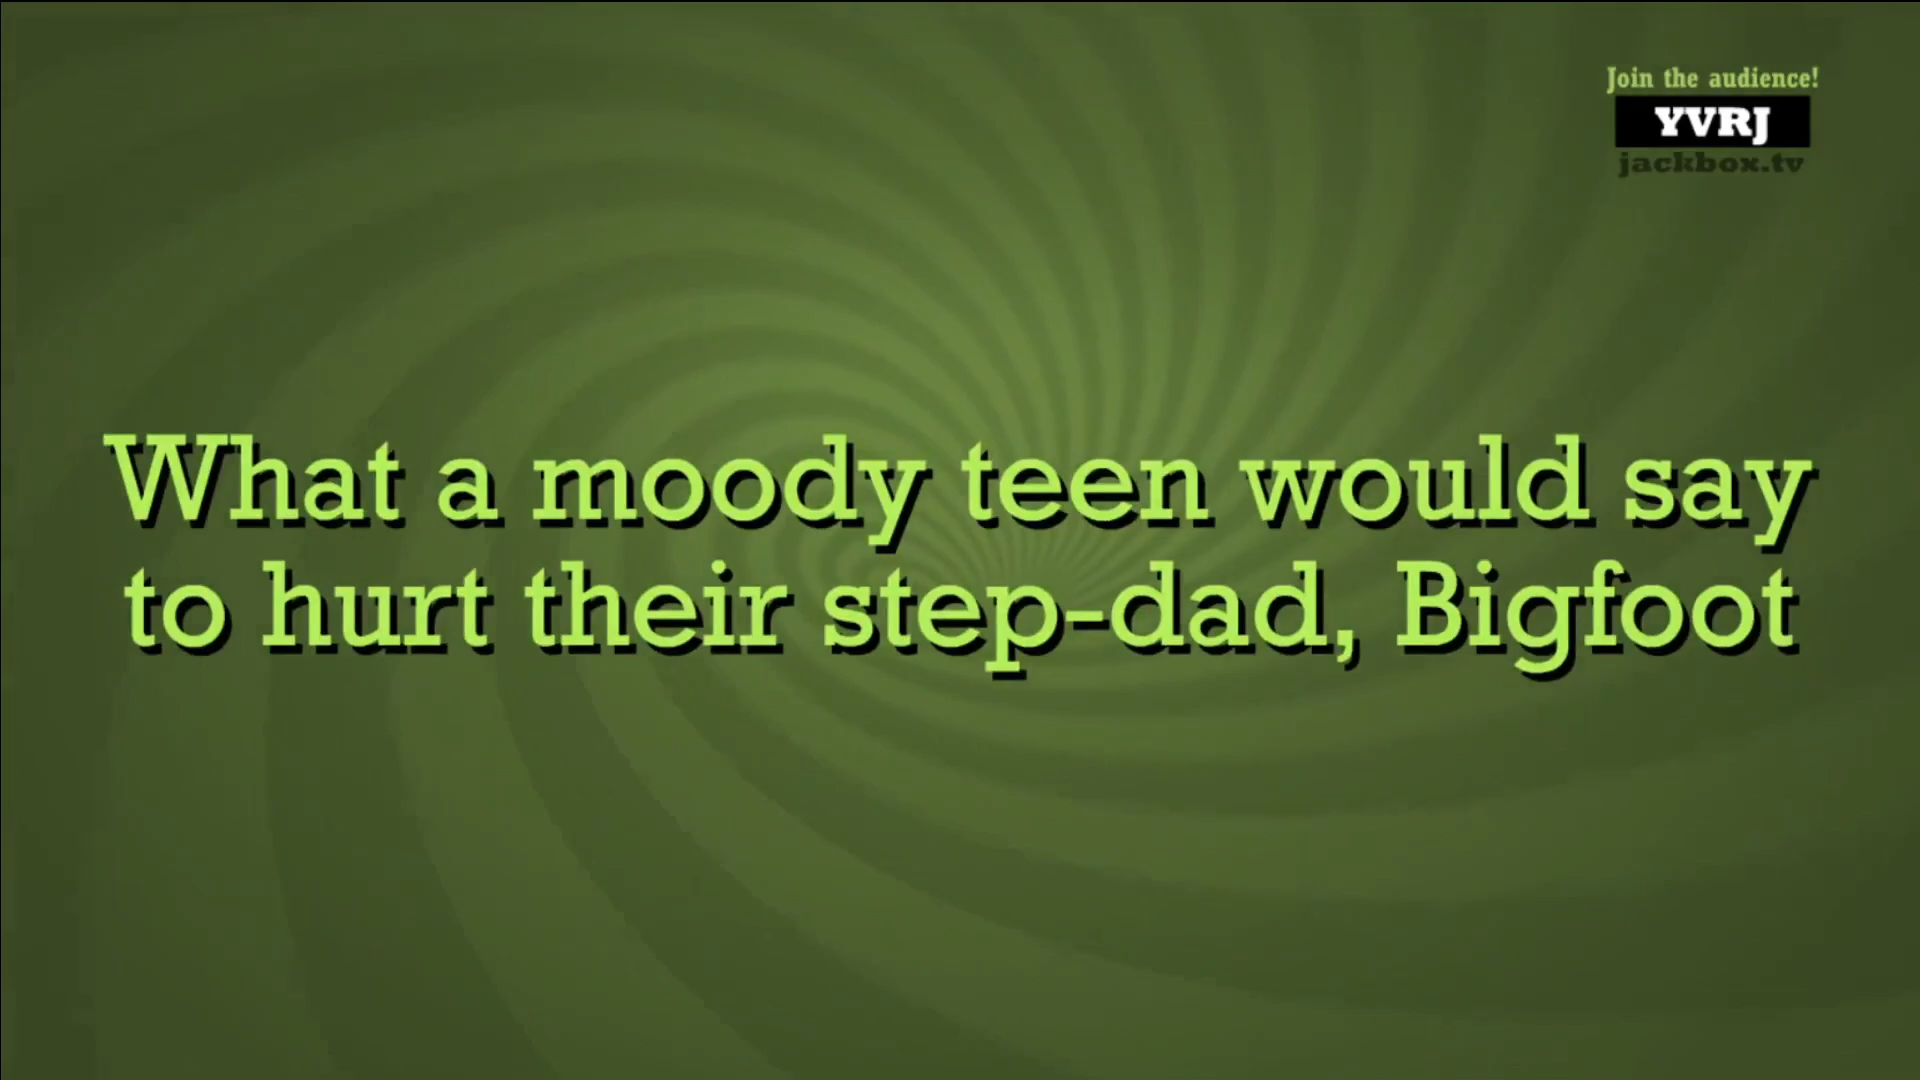 Join the audience!
YVRJ
jackbox.tv
What a moody teen would say
to hurt their step-dad, Bigfoot